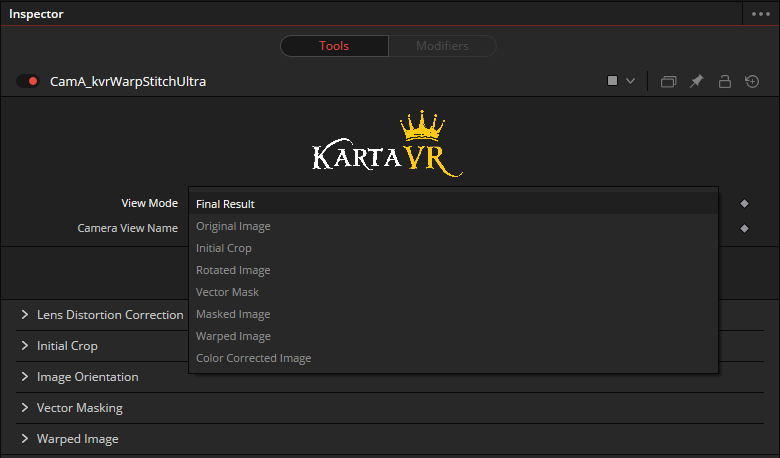 Inspector
Tools
Modifiers
CamA_kvrWarpStitchUltra
KARTAVR
View Mode
Final Result
Original Image
Camera View Name
Initial Crop
Rotated Image
Vector Mask
Masked Image
Warped Image
Color Corrected Image
Lens Distortion Correction
Initial Crop
Image Orientation
Vector Masking
Warped Image